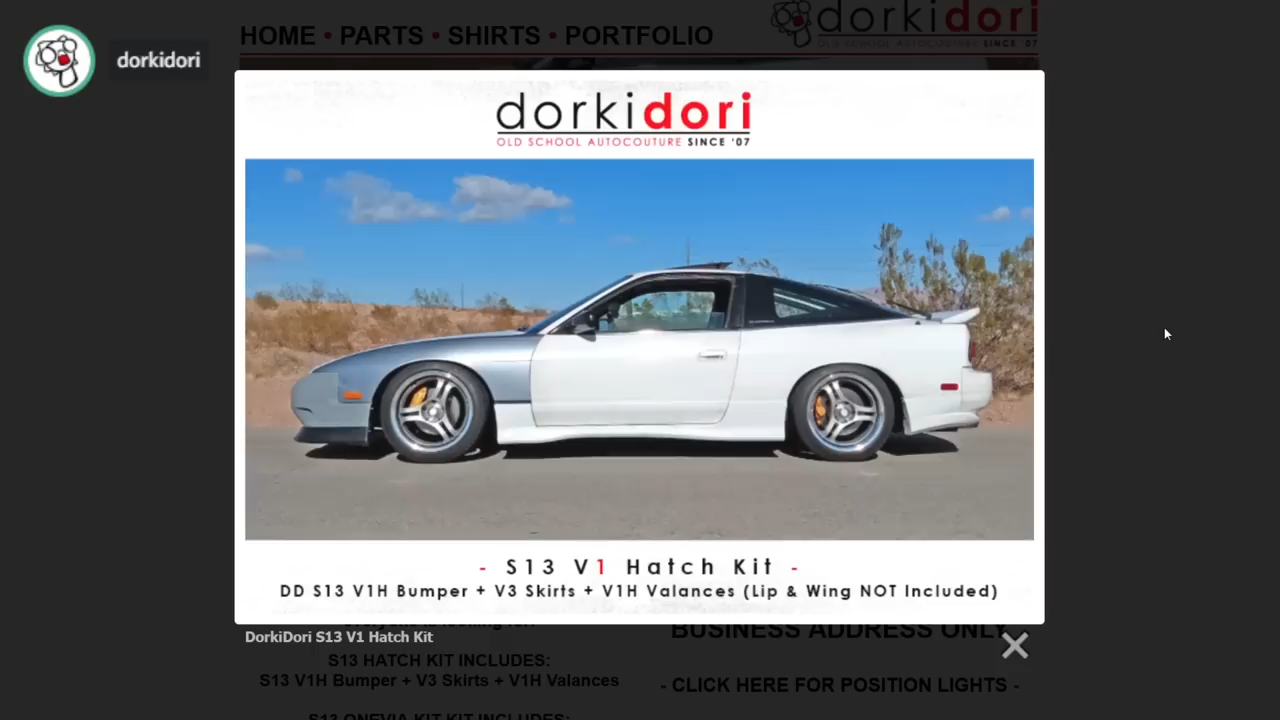 HOME • PARTS • SHIRTS • PORTFOLIO
dorkidori
SINCE '07
dorkidori
dorkidori
OLD SCHOOL AUTOCOUTURE SINCE '07
- S13 V1 Hatch Kit -
DD S13 V1H Bumper + V3 Skirts + V1H Valances (Lip & Wing NOT Included)
DorkiDori S13 V1 Hatch Kit
BUSINESS ADDRESS ONLY
S13 HATCH KIT INCLUDES:
S13 V1H Bumper + V3 Skirts + V1H Valances
- CLICK HERE FOR POSITION LIGHTS -